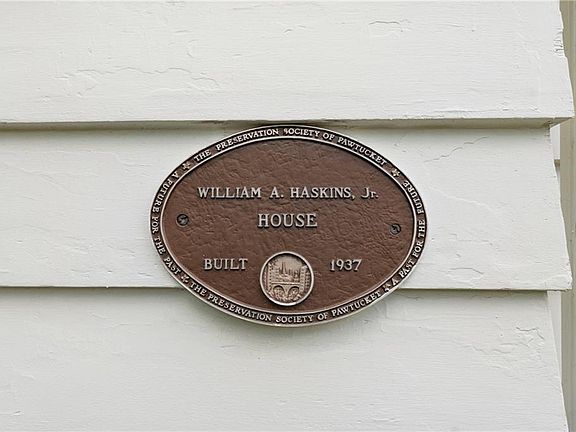 THE PRESERVATION SOCIETY OF PAWTUCKET
A PAST FOR THE FUTURE
THE PRESERVATION SOCIETY OF PAWTUCKET
A FUTURE FOR THE PAST
WILLIAM A. HASKINS, Jr.
HOUSE
BUILT 1937